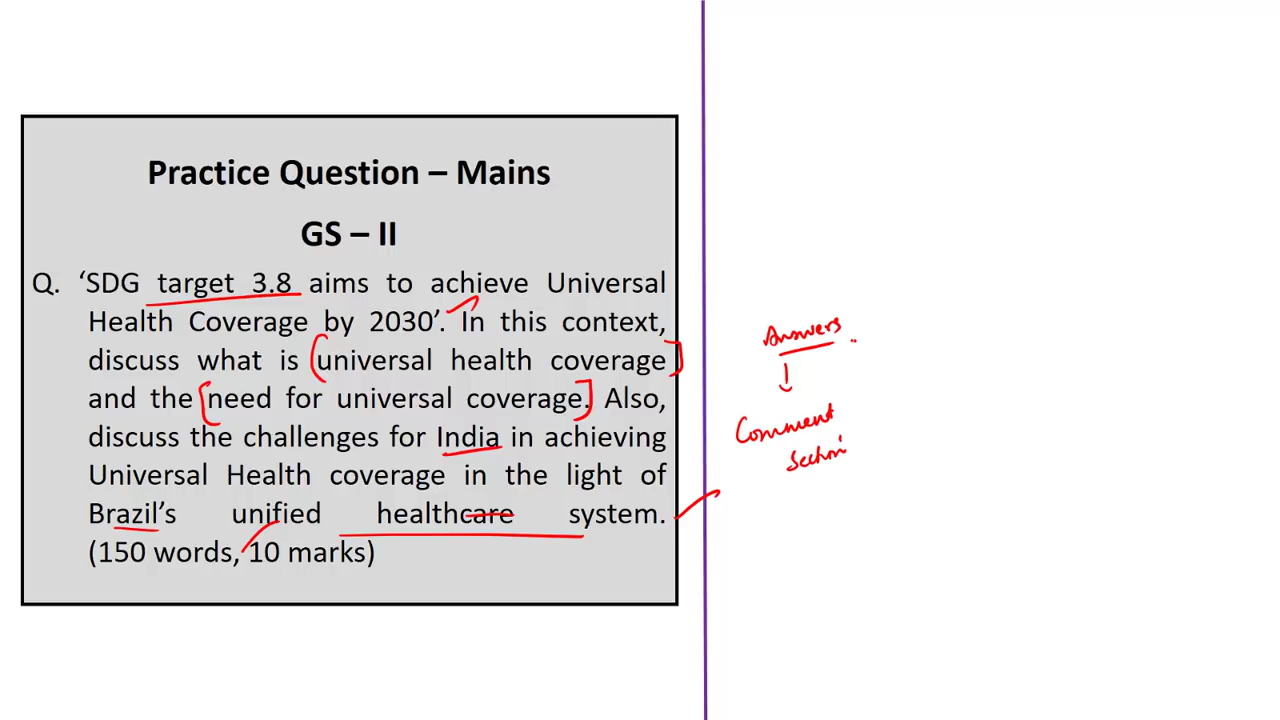 Practice Question – Mains
GS – II
Q. ‘SDG target 3.8 aims to achieve Universal
Health Coverage by 2030’. In this context,
discuss what is universal health coverage
and the need for universal coverage. Also,
discuss the challenges for India in achieving
Universal Health coverage in the light of
Brazil’s unified healthcare system.
(150 words, 10 marks)
Answers
Comment
Section